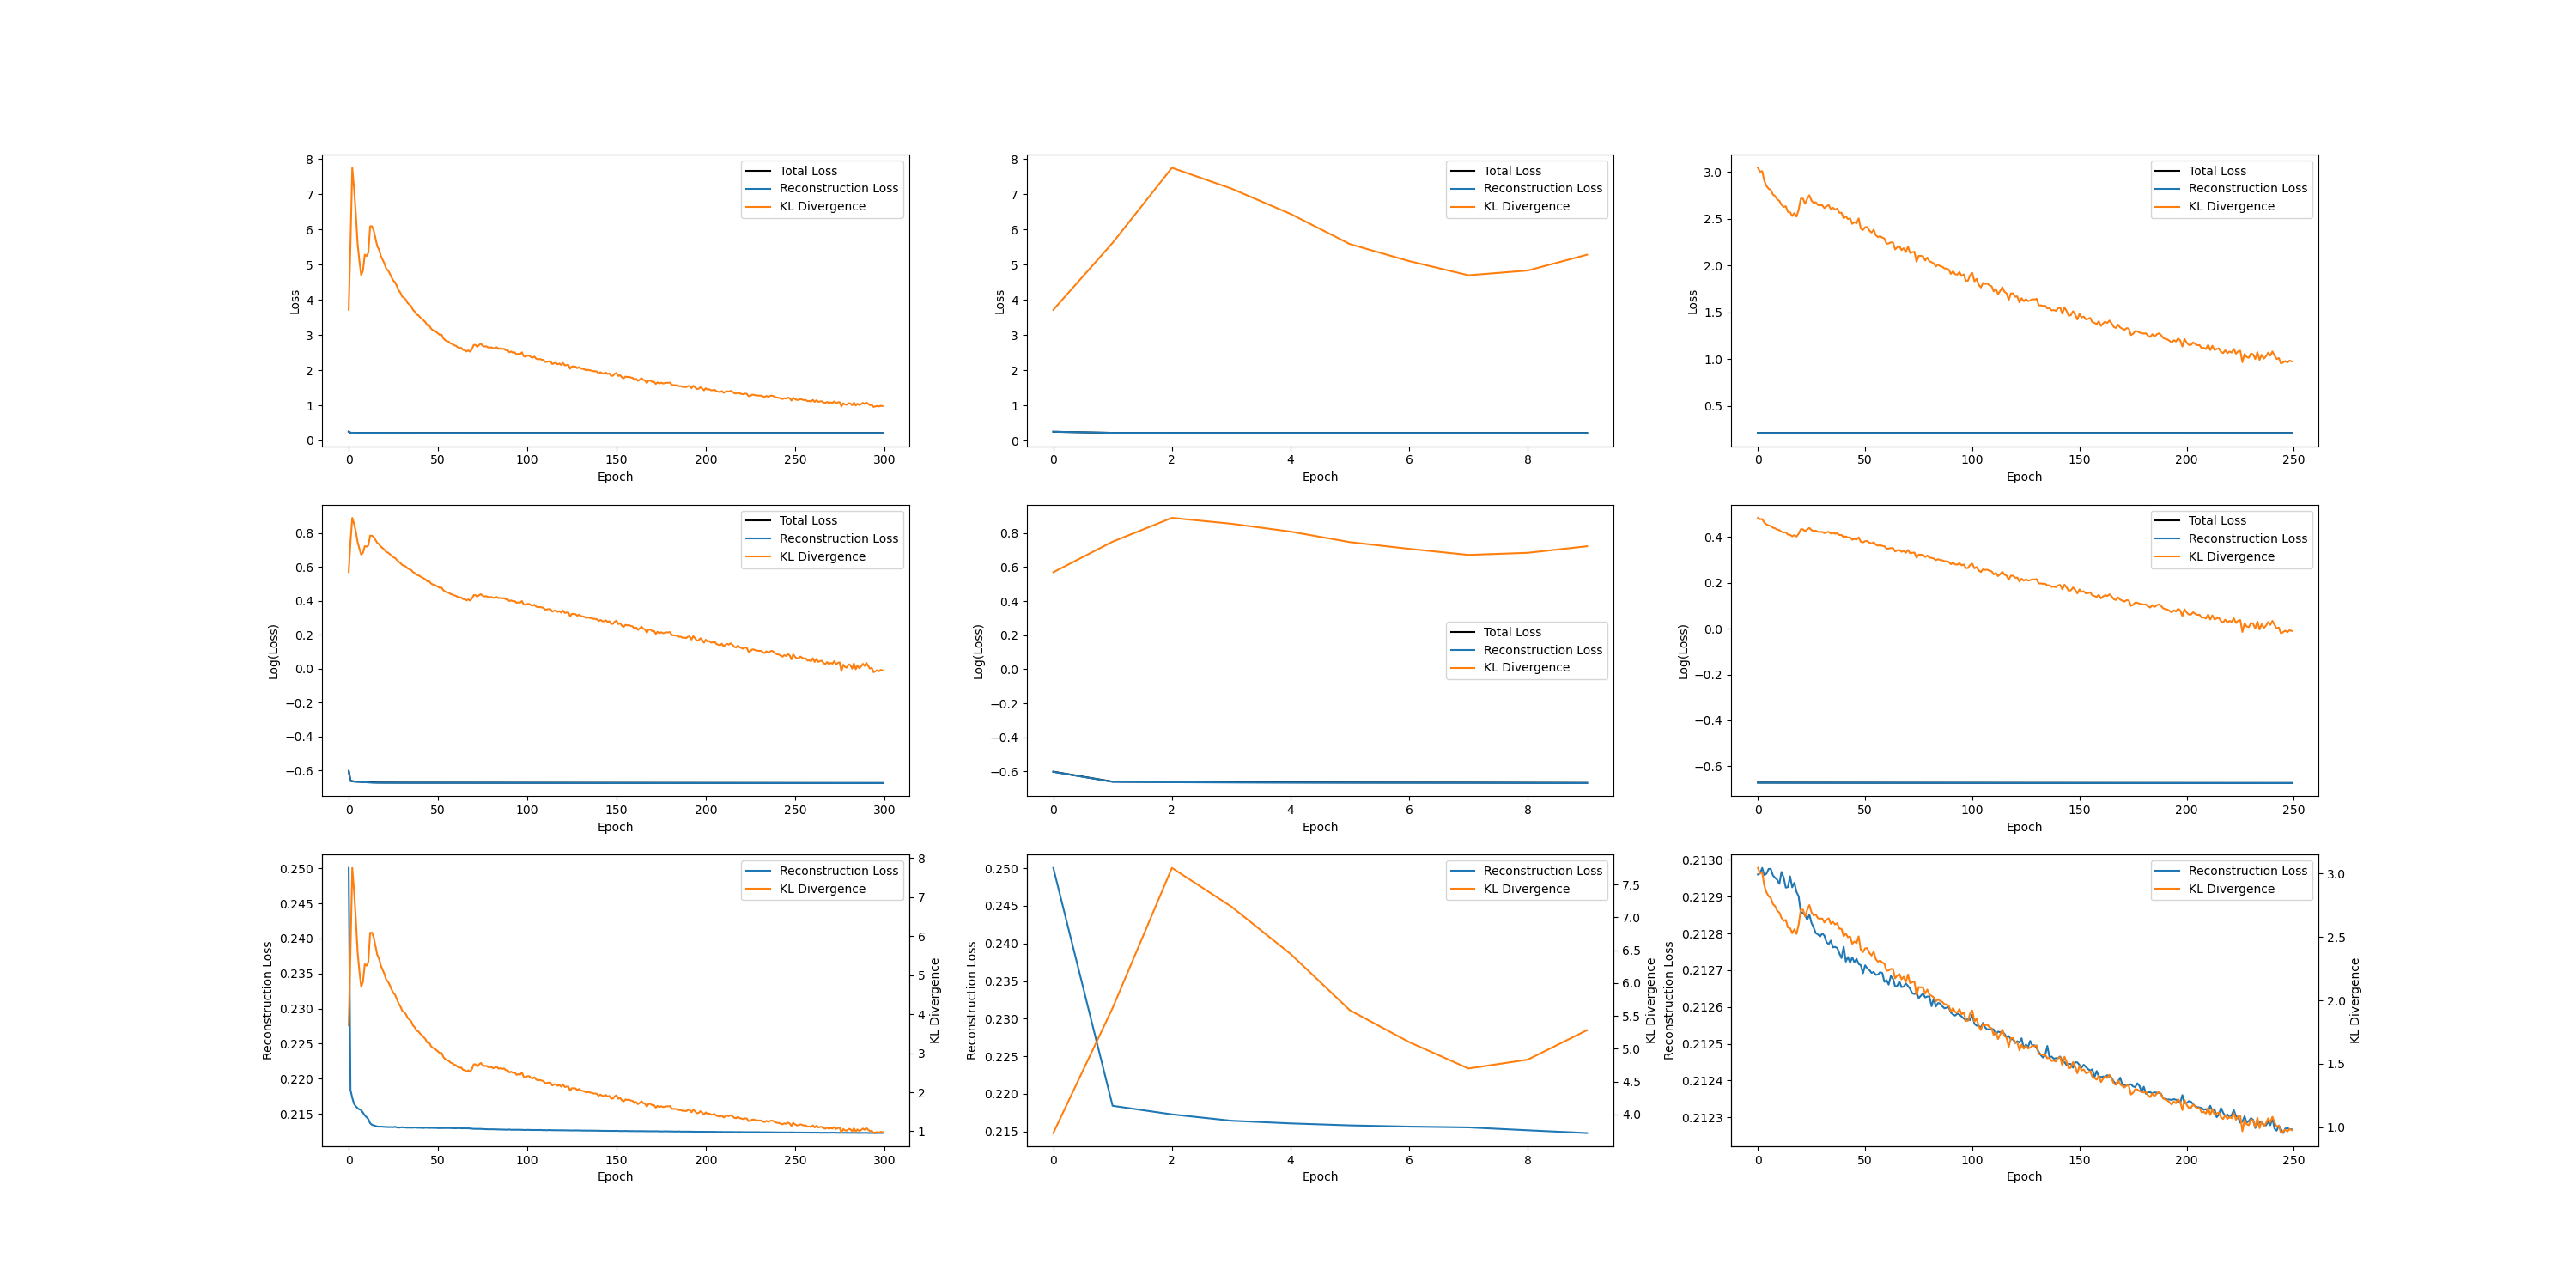 8
7
6
5
4
3
2
1
0
Loss
0 50 100 150 200 250 300
Epoch
Total Loss
Reconstruction Loss
KL Divergence
8
7
6
5
4
3
2
1
0
Loss
0 2 4 6 8
Epoch
Total Loss
Reconstruction Loss
KL Divergence
3.0
2.5
2.0
1.5
1.0
0.5
Loss
0 50 100 150 200 250
Epoch
Total Loss
Reconstruction Loss
KL Divergence
0.8
0.6
0.4
0.2
0.0
−0.2
−0.4
−0.6
Log(Loss)
0 50 100 150 200 250 300
Epoch
Total Loss
Reconstruction Loss
KL Divergence
0.8
0.6
0.4
0.2
0.0
−0.2
−0.4
−0.6
Log(Loss)
0 2 4 6 8
Epoch
Total Loss
Reconstruction Loss
KL Divergence
0.4
0.2
0.0
−0.2
−0.4
−0.6
Log(Loss)
0 50 100 150 200 250
Epoch
Total Loss
Reconstruction Loss
KL Divergence
0.250
0.245
0.240
0.235
0.230
0.225
0.220
0.215
Reconstruction Loss
0 50 100 150 200 250 300
Epoch
Reconstruction Loss
KL Divergence
8
7
6
5
4
3
2
1
KL Divergence
0.250
0.245
0.240
0.235
0.230
0.225
0.220
0.215
Reconstruction Loss
0 2 4 6 8
Epoch
Reconstruction Loss
KL Divergence
7.5
7.0
6.5
6.0
5.5
5.0
4.5
4.0
KL Divergence
0.2130
0.2129
0.2128
0.2127
0.2126
0.2125
0.2124
0.2123
Reconstruction Loss
0 50 100 150 200 250
Epoch
Reconstruction Loss
KL Divergence
3.0
2.5
2.0
1.5
1.0
KL Divergence